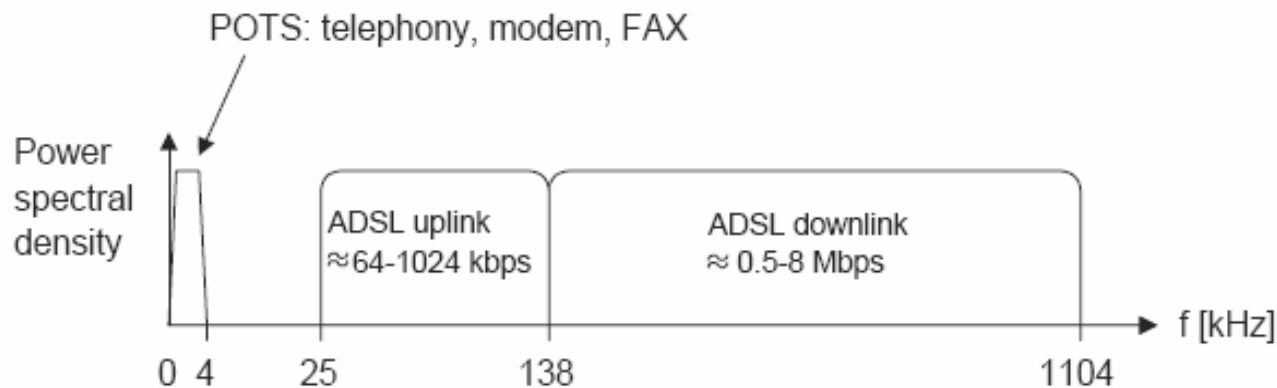 POTS: telephony, modem, FAX
Power
spectral
density
ADSL uplink
≈64-1024 kbps
ADSL downlink
≈ 0.5-8 Mbps
f [kHz]
0 4 25 138 1104